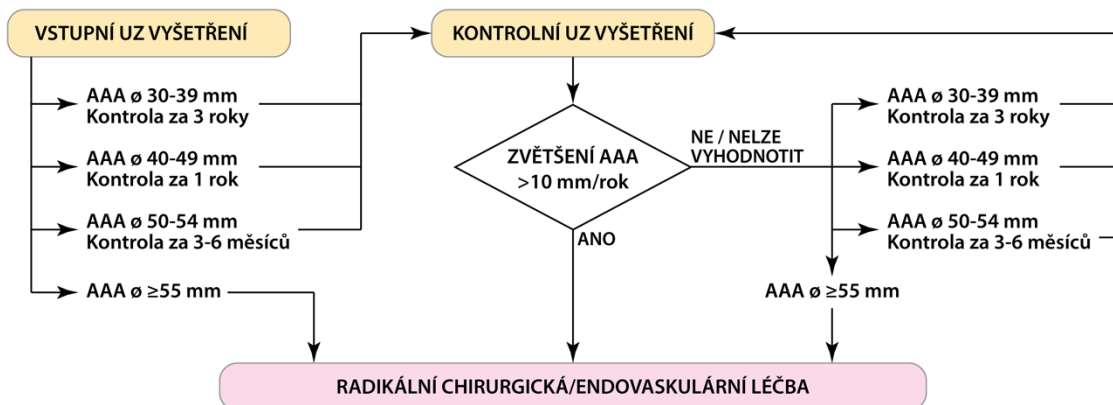 VSTUPNÍ UZ VYŠETŘENÍ
AAA ø 30-39 mm
Kontrola za 3 roky
AAA ø 40-49 mm
Kontrola za 1 rok
AAA ø 50-54 mm
Kontrola za 3-6 měsíců
AAA ø ≥55 mm
KONTROLNÍ UZ VYŠETŘENÍ
ZVĚTŠENÍ AAA
>10 mm/rok
NE / NELZE
VYHODNOTIT
ANO
AAA ø 30-39 mm
Kontrola za 3 roky
AAA ø 40-49 mm
Kontrola za 1 rok
AAA ø 50-54 mm
Kontrola za 3-6 měsíců
AAA ø ≥55 mm
RADIKÁLNÍ CHIRURGICKÁ/ENDOVASKULÁRNÍ LÉČBA